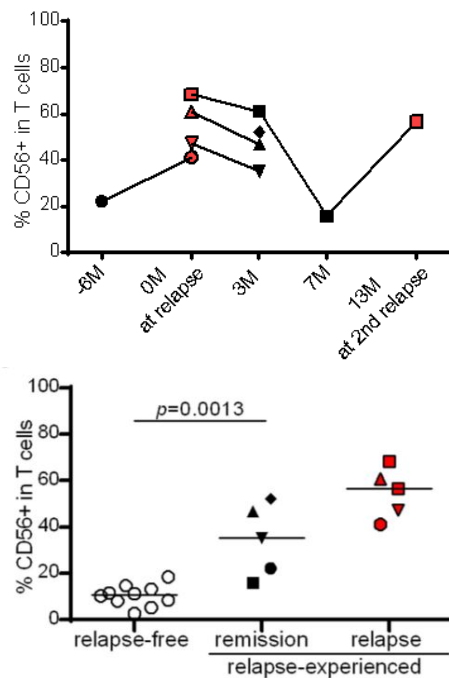 % CD56+ in T cells
100
80
60
40
20
0
-6M
0M
at relapse
3M
7M
13M
at 2nd relapse
% CD56+ in T cells
100
80
60
40
20
0
p=0.0013
relapse-free
remission
relapse
relapse-experienced